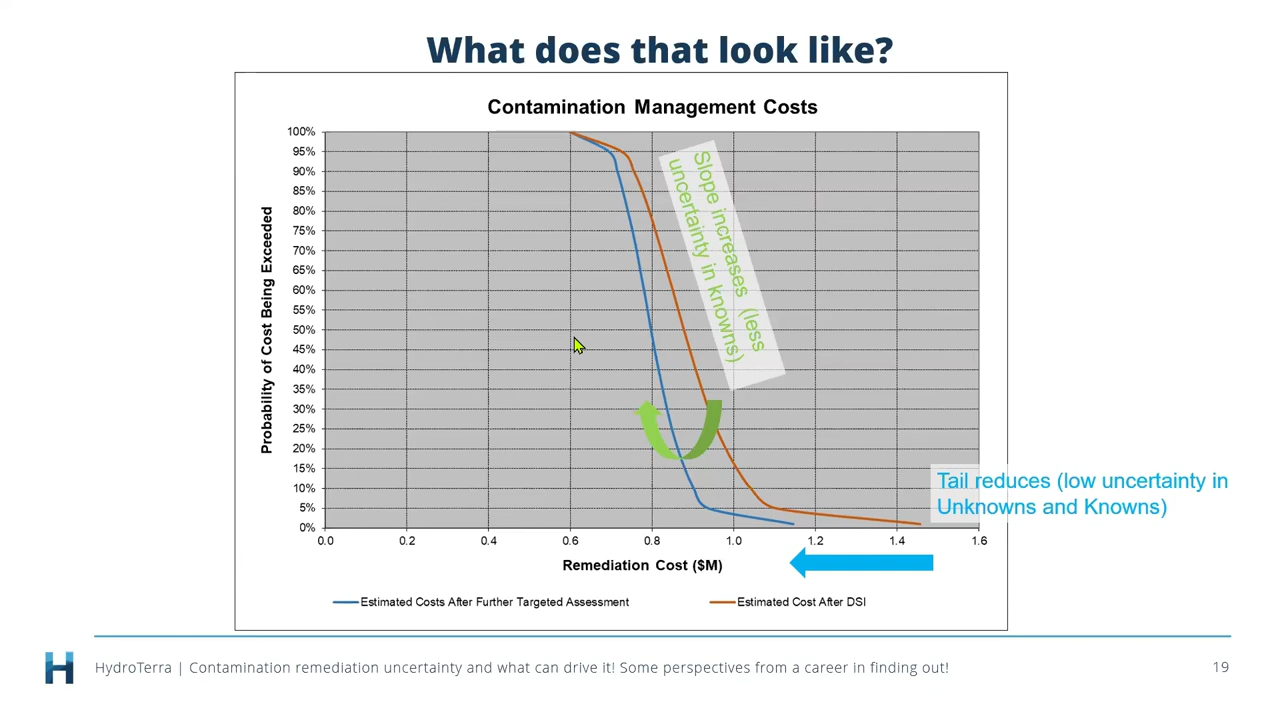 What does that look like?
Contamination Management Costs
100%
95%
90%
85%
80%
75%
70%
65%
60%
55%
50%
45%
40%
35%
30%
25%
20%
15%
10%
5%
0%
Probability of Cost Being Exceeded
Slope increases (less
uncertainty in knowns)
Tail reduces (low uncertainty in
Unknowns and Knowns)
0.0 0.2 0.4 0.6 0.8 1.0 1.2 1.4 1.6
Remediation Cost ($M)
Estimated Costs After Further Targeted Assessment
Estimated Cost After DSI
HydroTerra | Contamination remediation uncertainty and what can drive it! Some perspectives from a career in finding out!
19